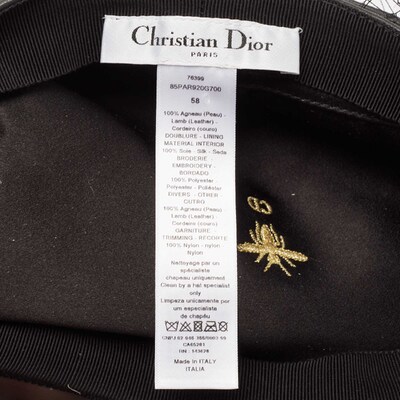 Christian Dior
PARIS
76399
85PAR920G700
58
100% Agneau (Peau) -
Lamb (Leather) -
Cordeiro (couro)
DOUBLURE - LINING
MATERIAL INTERIOR
100% Soie - Silk - Seda
BRODERIE
EMBROIDERY -
BORDADO
100% Polyester
Polyester - Poliéster
DIVERS - OTHER
OUTRO
100% Agneau (Peau) -
Lamb (Leather) -
Cordeiro (couro)
GARNITURE
TRIMMING - RECORTE
100% Nylon - nylon
Nylon
Nettoyage par un
spécialiste
chapeau uniquement
Clean by a hat specialist
only
Limpeza unicamente por
um especialista
de chapéu
CA45261
Made in ITALY
ITALIA
CD